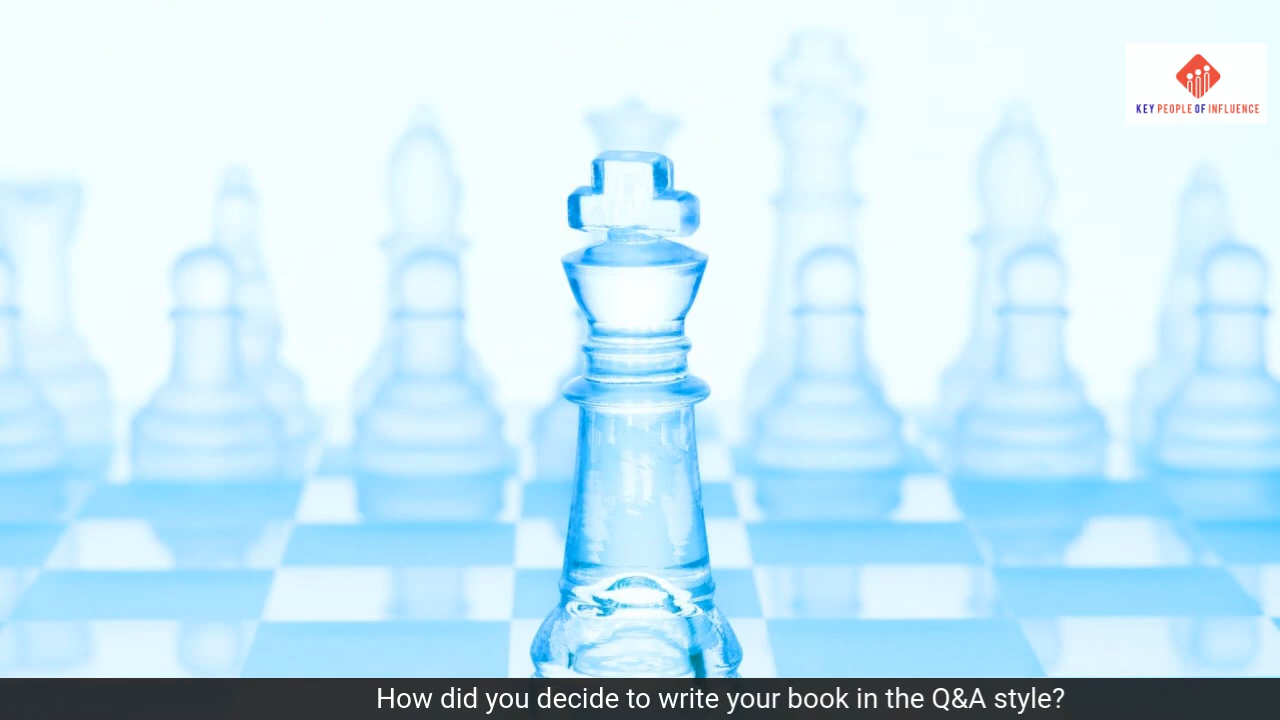 KEY PEOPLE OF INFLUENCE
How did you decide to write your book in the Q&A style?